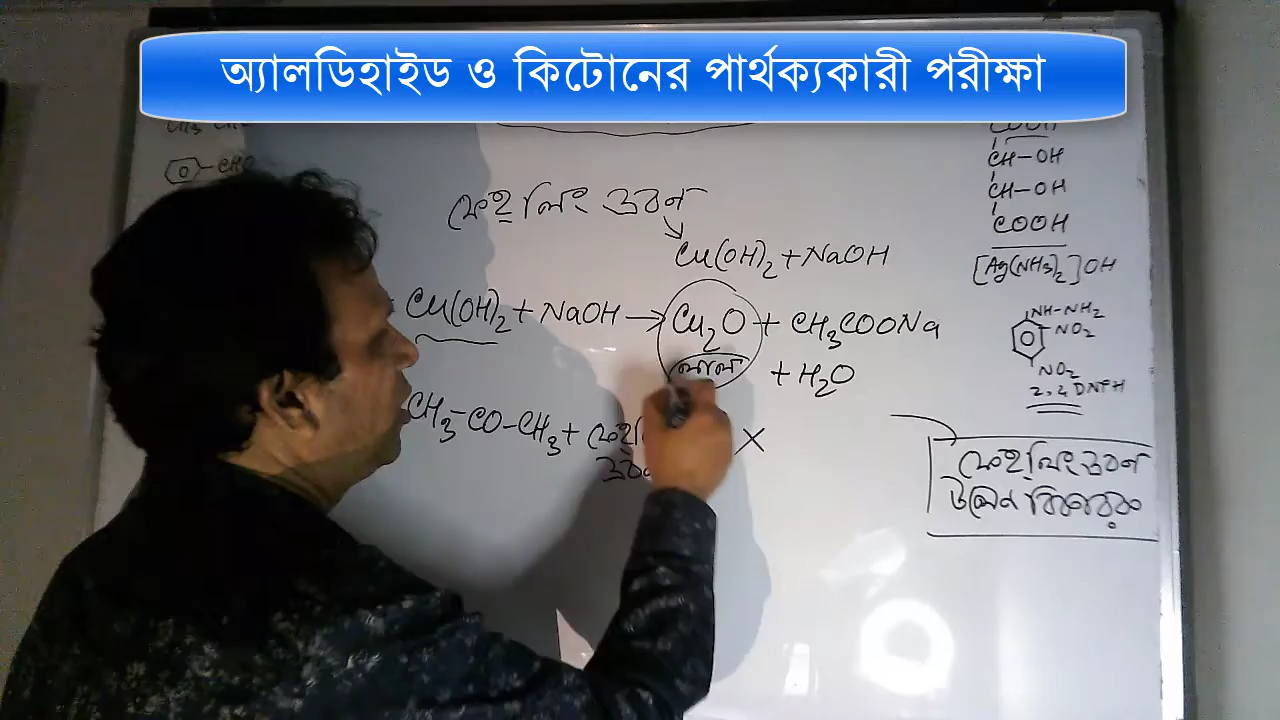 অ্যালডিহাইড ও কিটোনের পার্থক্যকারী পরীক্ষা
ফেহলিং দ্রবণ
Cu(OH)₂ + NaOH
Cu(OH)₂ + NaOH → Cu₂O + CH₃COONa
লাল + H₂O
CH₃-CO-CH₃ +
×
COOH
CH-OH
CH-OH
COOH
[Ag(NH₃)₂]OH
NH-NH₂
NO₂
NO₂
2,4 DNPH
ফেহলিং দ্রবণ
টলেন বিকারক